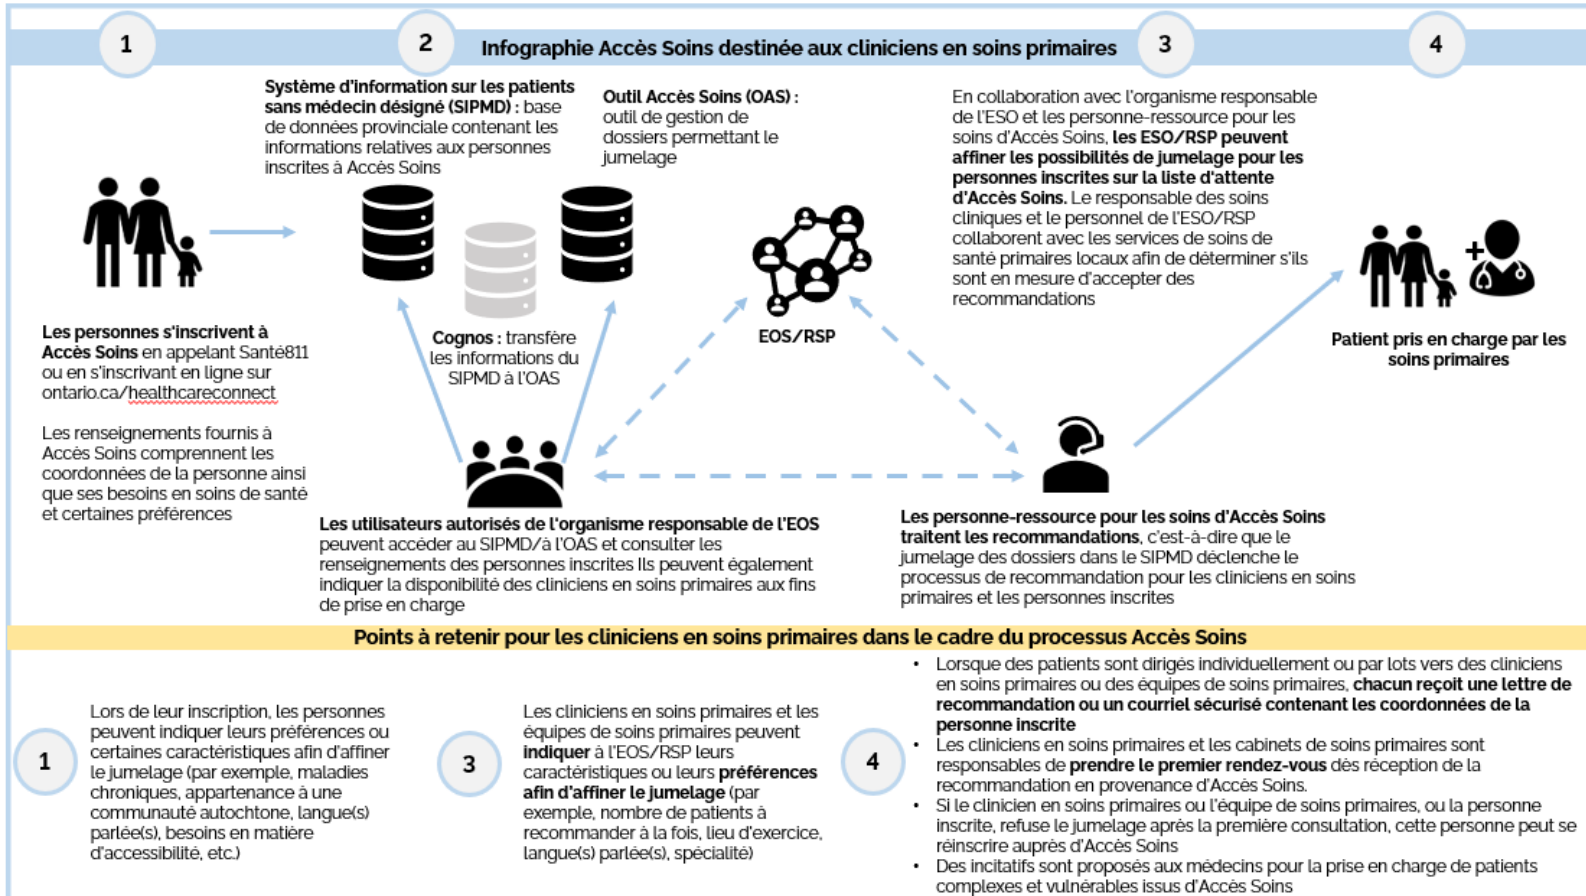 1
2
Infographie Accès Soins destinée aux cliniciens en soins primaires
3
4
Système d'information sur les patients
sans médecin désigné (SIPMD) : base
de données provinciale contenant les
informations relatives aux personnes
inscrites à Accès Soins
Outil Accès Soins (OAS) :
outil de gestion de
dossiers permettant le
jumelage
En collaboration avec l'organisme responsable
de l'ESO et les personne-ressource pour les
soins d'Accès Soins, les ESO/RSP peuvent
affiner les possibilités de jumelage pour les
personnes inscrites sur la liste d'attente
d'Accès Soins. Le responsable des soins
cliniques et le personnel de l'ESO/RSP
collaborent avec les services de soins de
santé primaires locaux afin de déterminer s'ils
sont en mesure d'accepter des
recommandations
Les personnes s'inscrivent à
Accès Soins en appelant Santé811
ou en s'inscrivant en ligne sur
ontario.ca/healthcareconnect
Les renseignements fournis à
Accès Soins comprennent les
coordonnées de la personne ainsi
que ses besoins en soins de santé
et certaines préférences
Cognos : transfère
les informations du
SIPMD à l'OAS
EOS/RSP
Patient pris en charge par les
soins primaires
Les utilisateurs autorisés de l'organisme responsable de l'EOS
peuvent accéder au SIPMD/à l'OAS et consulter les
renseignements des personnes inscrites Ils peuvent également
indiquer la disponibilité des cliniciens en soins primaires aux fins
de prise en charge
Les personne-ressource pour les soins d'Accès Soins
traitent les recommandations, c'est-à-dire que le
jumelage des dossiers dans le SIPMD déclenche le
processus de recommandation pour les cliniciens en soins
primaires et les personnes inscrites
Points à retenir pour les cliniciens en soins primaires dans le cadre du processus Accès Soins
1
Lors de leur inscription, les personnes
peuvent indiquer leurs préférences ou
certaines caractéristiques afin d'affiner
le jumelage (par exemple, maladies
chroniques, appartenance à une
communauté autochtone, langue(s)
parlée(s), besoins en matière
d'accessibilité, etc.)
3
Les cliniciens en soins primaires et les
équipes de soins primaires peuvent
indiquer à l'EOS/RSP leurs
caractéristiques ou leurs préférences
afin d'affiner le jumelage (par
exemple, nombre de patients à
recommander à la fois, lieu d'exercice,
langue(s) parlée(s), spécialité)
4
• Lorsque des patients sont dirigés individuellement ou par lots vers des cliniciens
en soins primaires ou des équipes de soins primaires, chacun reçoit une lettre de
recommandation ou un courriel sécurisé contenant les coordonnées de la
personne inscrite
• Les cliniciens en soins primaires et les cabinets de soins primaires sont
responsables de prendre le premier rendez-vous dès réception de la
recommandation en provenance d'Accès Soins.
• Si le clinicien en soins primaires ou l'équipe de soins primaires, ou la personne
inscrite, refuse le jumelage après la première consultation, cette personne peut se
réinscrire auprès d'Accès Soins
• Des incitatifs sont proposés aux médecins pour la prise en charge de patients
complexes et vulnérables issus d'Accès Soins